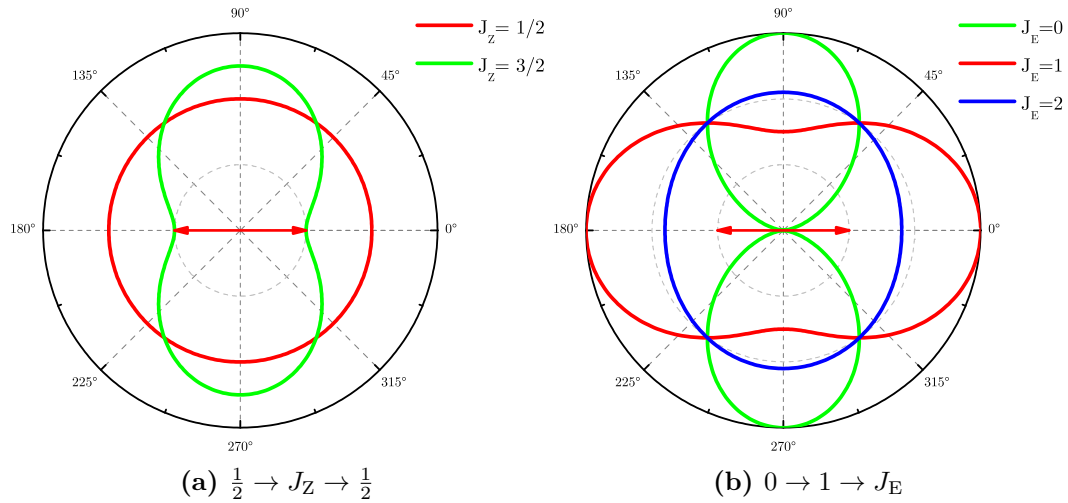 90°
135°
45°
180°
0°
225°
315°
270°
J_Z= 1/2
J_Z= 3/2
(a) 1/2 → J_Z → 1/2
90°
135°
45°
180°
0°
225°
315°
270°
J_E=0
J_E=1
J_E=2
(b) 0 → 1 → J_E